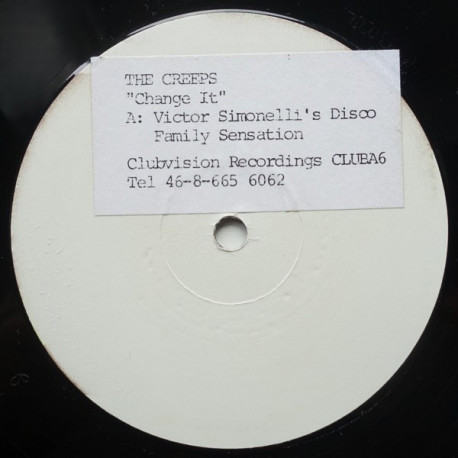 THE CREEPS
"Change It"
A: Victor Simonelli's Disco
Family Sensation
Clubvision Recordings CLUBA6
Tel 46-8-665 6062